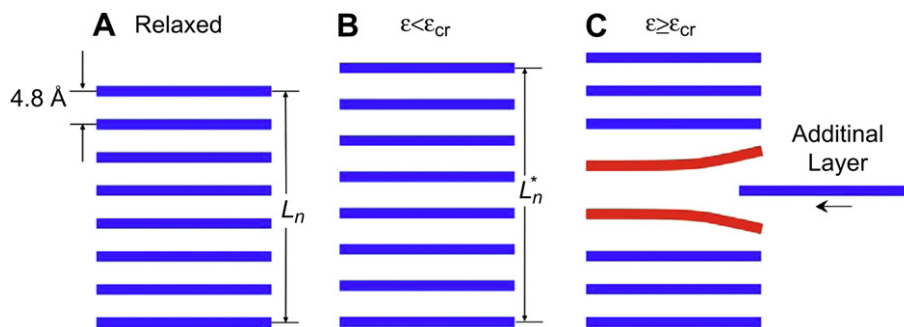 A Relaxed
B ε<εcr
C ε≥εcr
4.8 Å
Ln
L*n
Additinal
Layer